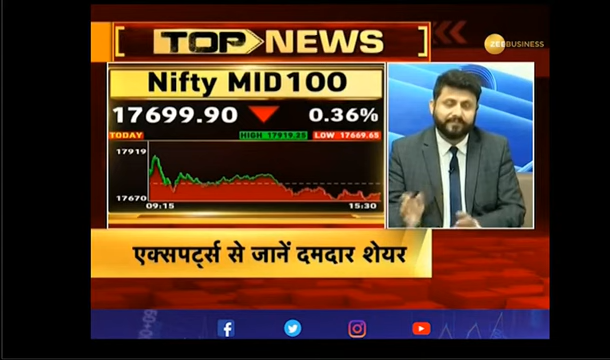 TOP NEWS
ZEE BUSINESS
Nifty MID100
17699.90 0.36%
TODAY HIGH 17919.25 LOW 17669.65
17919
17670
09:15 15:30
एक्सपर्ट्स से जानें दमदार शेयर